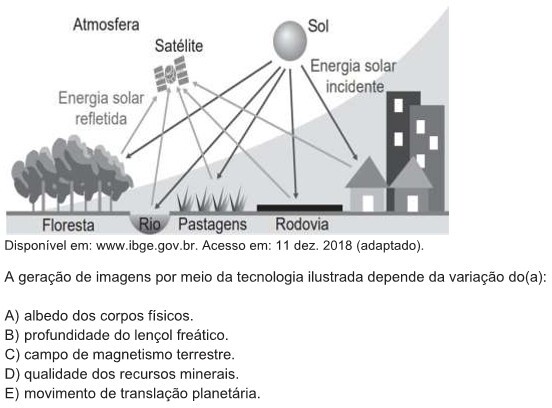 Atmosfera
Sol
Satélite
Energia solar
incidente
Energia solar
refletida
Floresta
Rio
Pastagens
Rodovia
Disponível em: www.ibge.gov.br. Acesso em: 11 dez. 2018 (adaptado).
A geração de imagens por meio da tecnologia ilustrada depende da variação do(a):
A) albedo dos corpos físicos.
B) profundidade do lençol freático.
C) campo de magnetismo terrestre.
D) qualidade dos recursos minerais.
E) movimento de translação planetária.